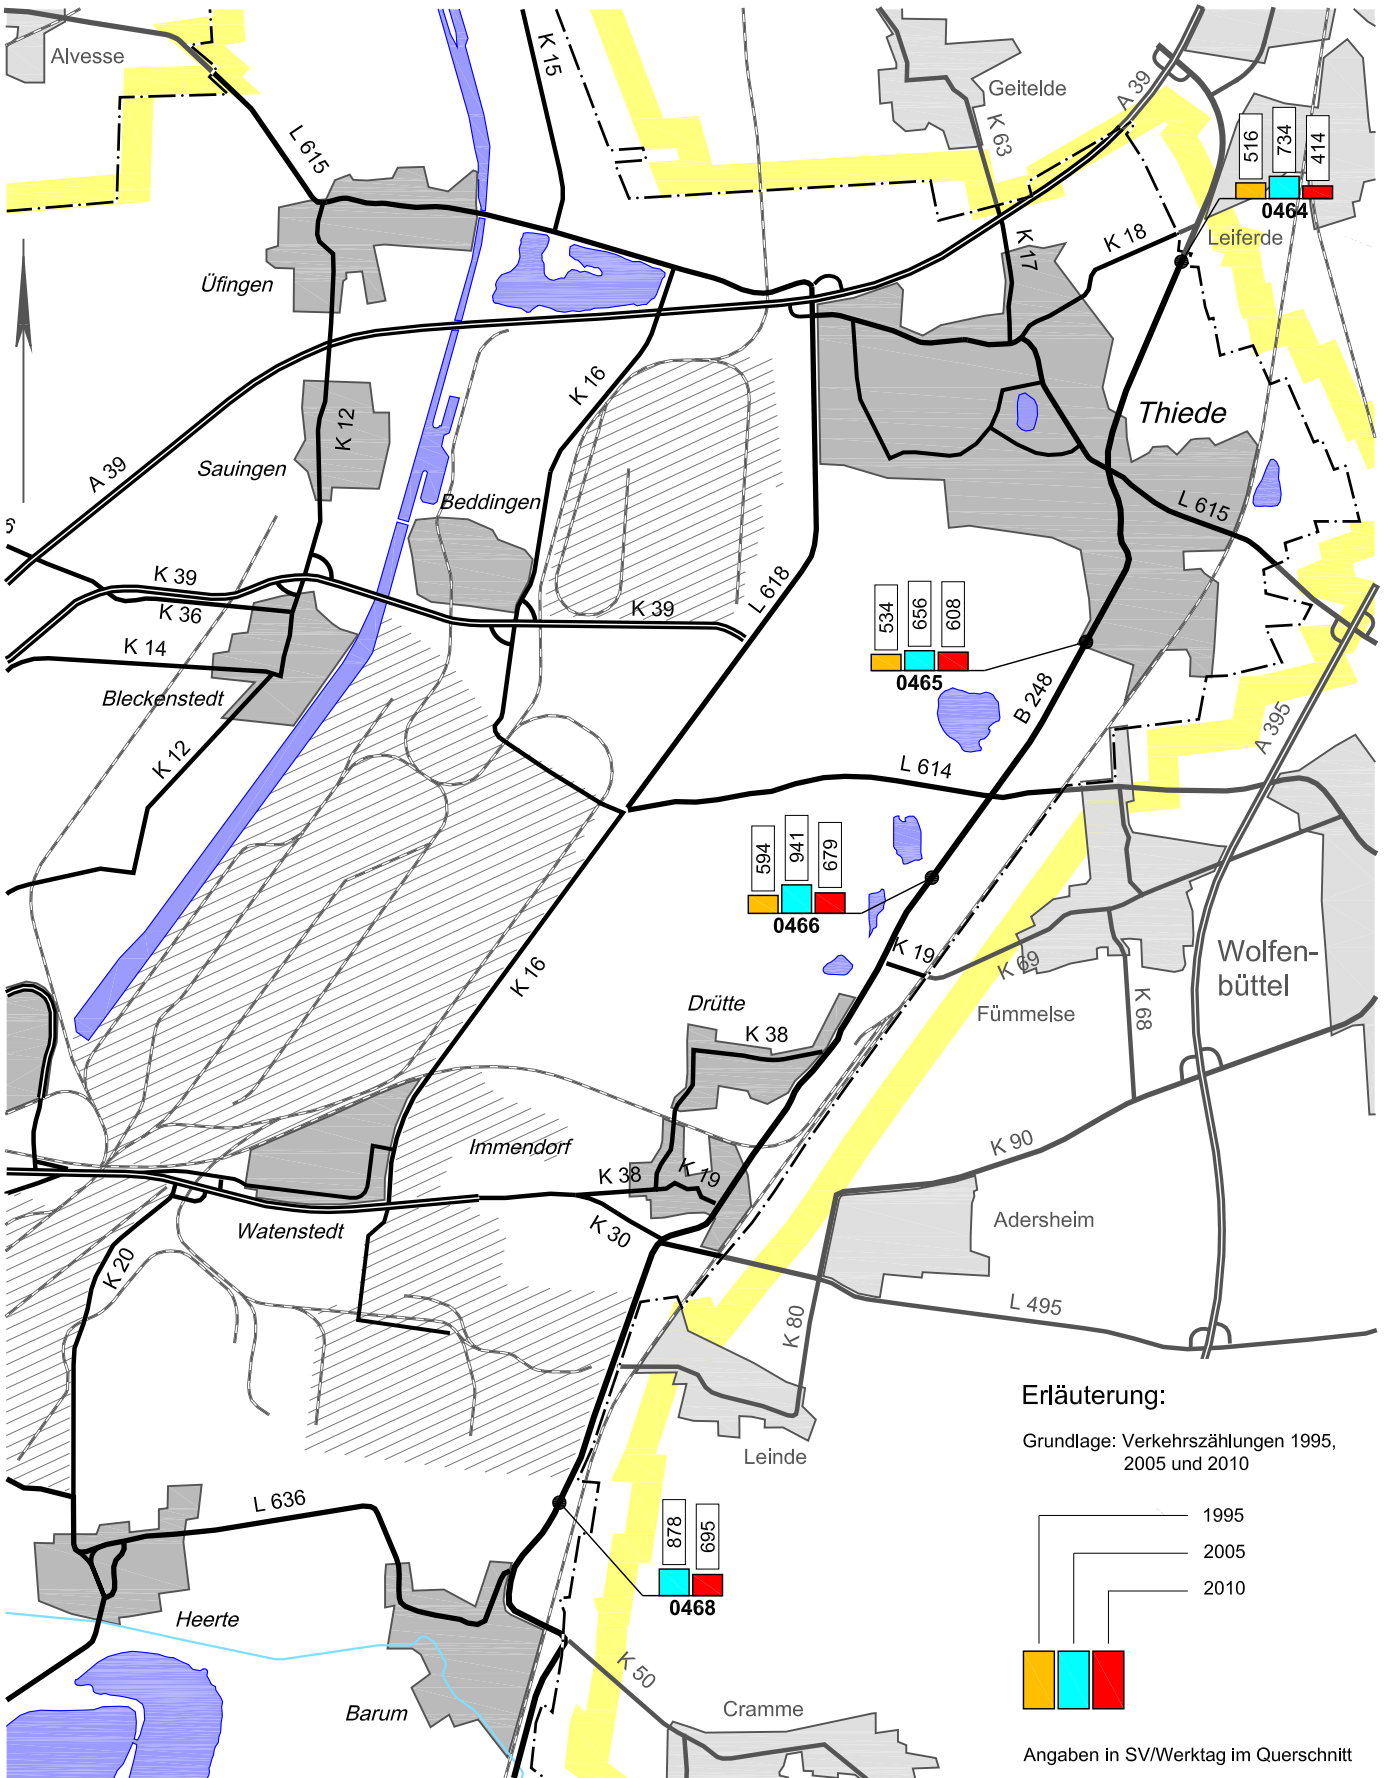 Alvesse
K 15
Geitelde
K 63
A 39
516
734
414
0464
Leiferde
L 615
K 17
K 18
Üfingen
K 16
K 12
Thiede
A 39
Sauingen
Beddingen
L 615
6
K 39
K 36
K 39
L 618
534
656
608
0465
K 14
Bleckenstedt
B 248
A 395
K 12
L 614
594
941
679
0466
K 16
K 19
K 69
Wolfen-
büttel
Drütte
K 38
Fümmelse
K 68
Immendorf
K 38
K 19
K 90
Watenstedt
K 30
Adersheim
K 20
L 495
K 80
Leinde
Erläuterung:
Grundlage: Verkehrszählungen 1995,
2005 und 2010
L 636
878
695
0468
1995
2005
2010
Heerte
K 50
Barum
Cramme
Angaben in SV/Werktag im Querschnitt